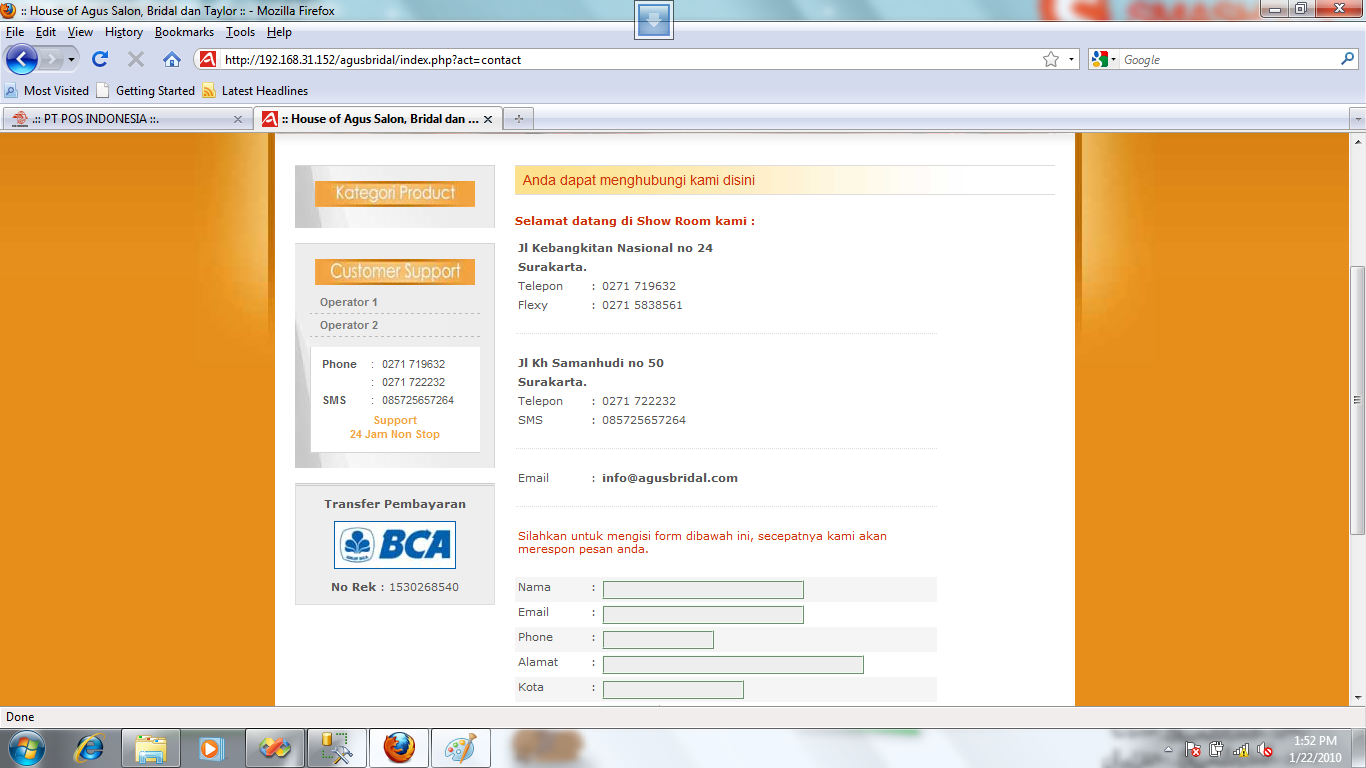 :: House of Agus Salon, Bridal dan Taylor :: - Mozilla Firefox
File Edit View History Bookmarks Tools Help
http://192.168.31.152/agusbridal/index.php?act=contact
Google
Most Visited Getting Started Latest Headlines
.:: PT POS INDONESIA ::.
:: House of Agus Salon, Bridal dan ...
Kategori Product
Customer Support
Operator 1
Operator 2
Phone : 0271 719632
: 0271 722232
SMS : 085725657264
Support
24 Jam Non Stop
Transfer Pembayaran
BCA
No Rek : 1530268540
Anda dapat menghubungi kami disini
Selamat datang di Show Room kami :
Jl Kebangkitan Nasional no 24
Surakarta.
Telepon : 0271 719632
Flexy : 0271 5838561
Jl Kh Samanhudi no 50
Surakarta.
Telepon : 0271 722232
SMS : 085725657264
Email : info@agusbridal.com
Silahkan untuk mengisi form dibawah ini, secepatnya kami akan
merespon pesan anda.
Nama :
Email :
Phone :
Alamat :
Kota :
Done
1:52 PM
1/22/2010